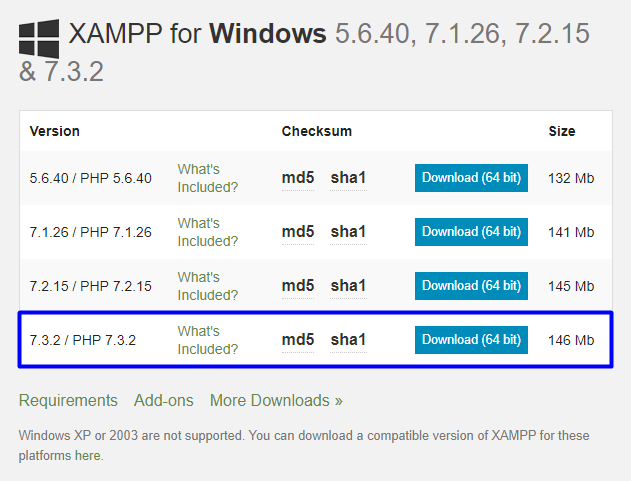 XAMPP for Windows 5.6.40, 7.1.26, 7.2.15
& 7.3.2
Version Checksum Size
5.6.40 / PHP 5.6.40 What's Included? md5 sha1 Download (64 bit) 132 Mb
7.1.26 / PHP 7.1.26 What's Included? md5 sha1 Download (64 bit) 141 Mb
7.2.15 / PHP 7.2.15 What's Included? md5 sha1 Download (64 bit) 145 Mb
7.3.2 / PHP 7.3.2 What's Included? md5 sha1 Download (64 bit) 146 Mb
Requirements Add-ons More Downloads »
Windows XP or 2003 are not supported. You can download a compatible version of XAMPP for these
platforms here.